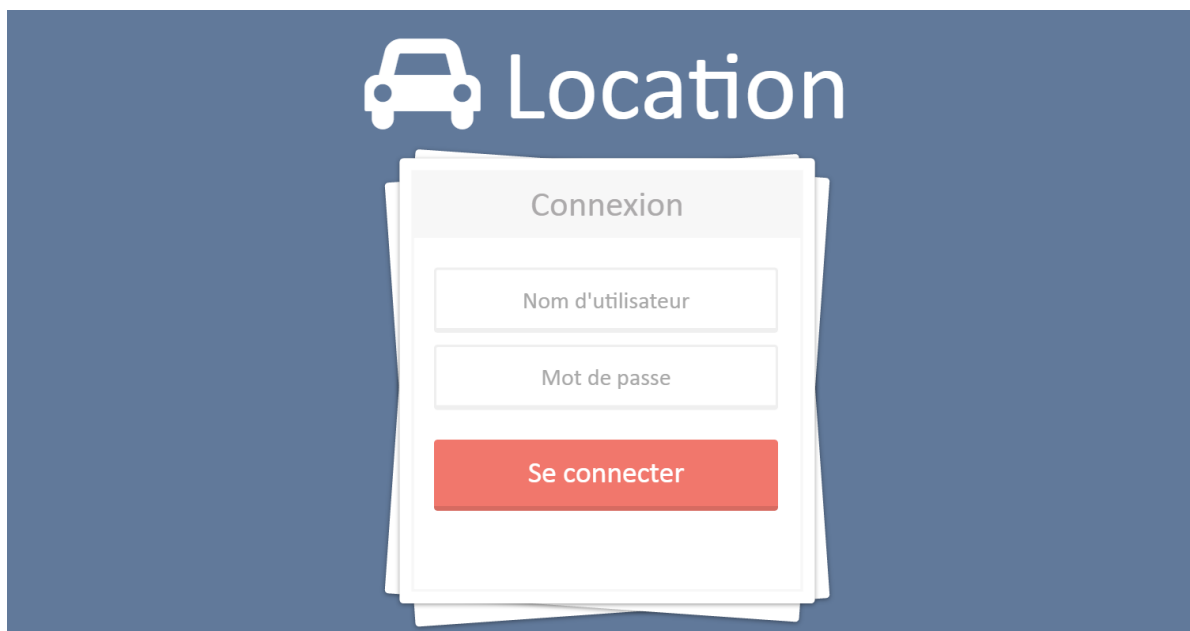 Location
Connexion
Nom d'utilisateur
Mot de passe
Se connecter